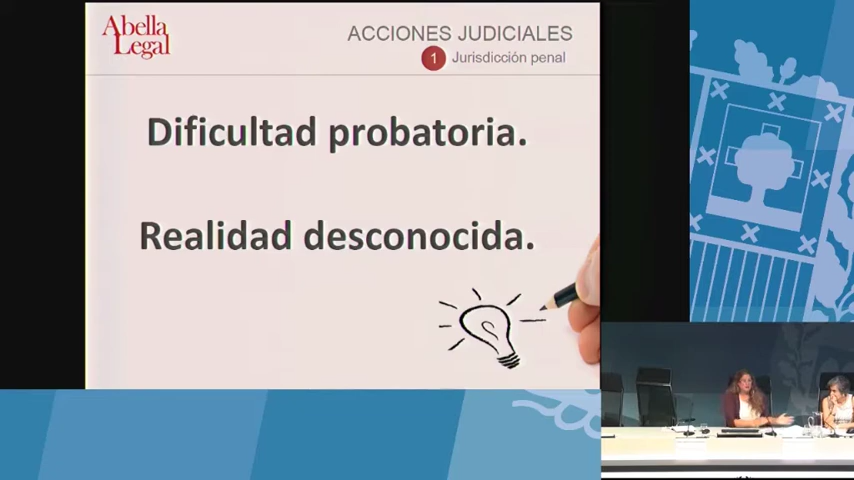 Abella
Legal
ACCIONES JUDICIALES
1 Jurisdicción penal
Dificultad probatoria.
Realidad desconocida.